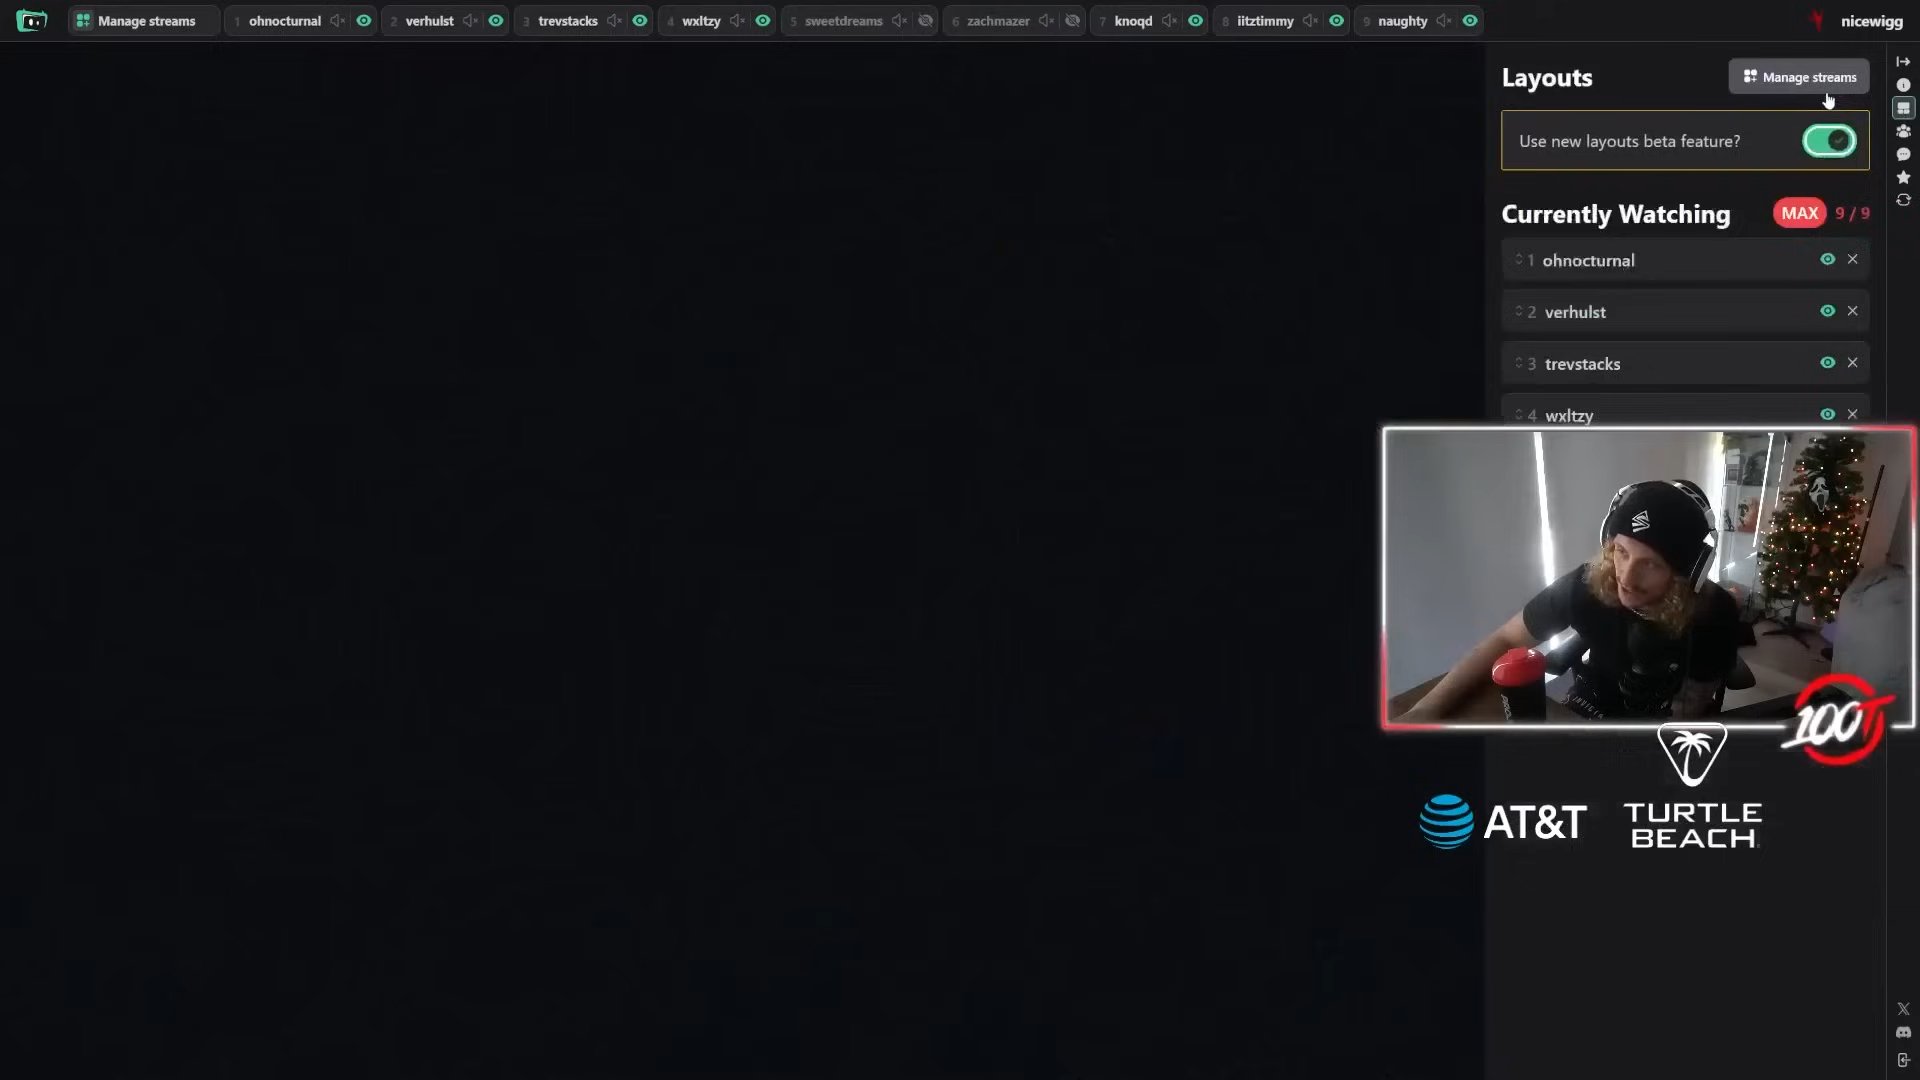 Manage streams
1 ohnocturnal
2 verhulst
3 trevstacks
4 wxltzy
5 sweetdreams
6 zachmazer
7 knoqd
8 iitztimmy
9 naughty
nicewigg
Layouts
Manage streams
Use new layouts beta feature?
Currently Watching
MAX 9 / 9
1 ohnocturnal
2 verhulst
3 trevstacks
4 wxltzy
100T
AT&T
TURTLE
BEACH